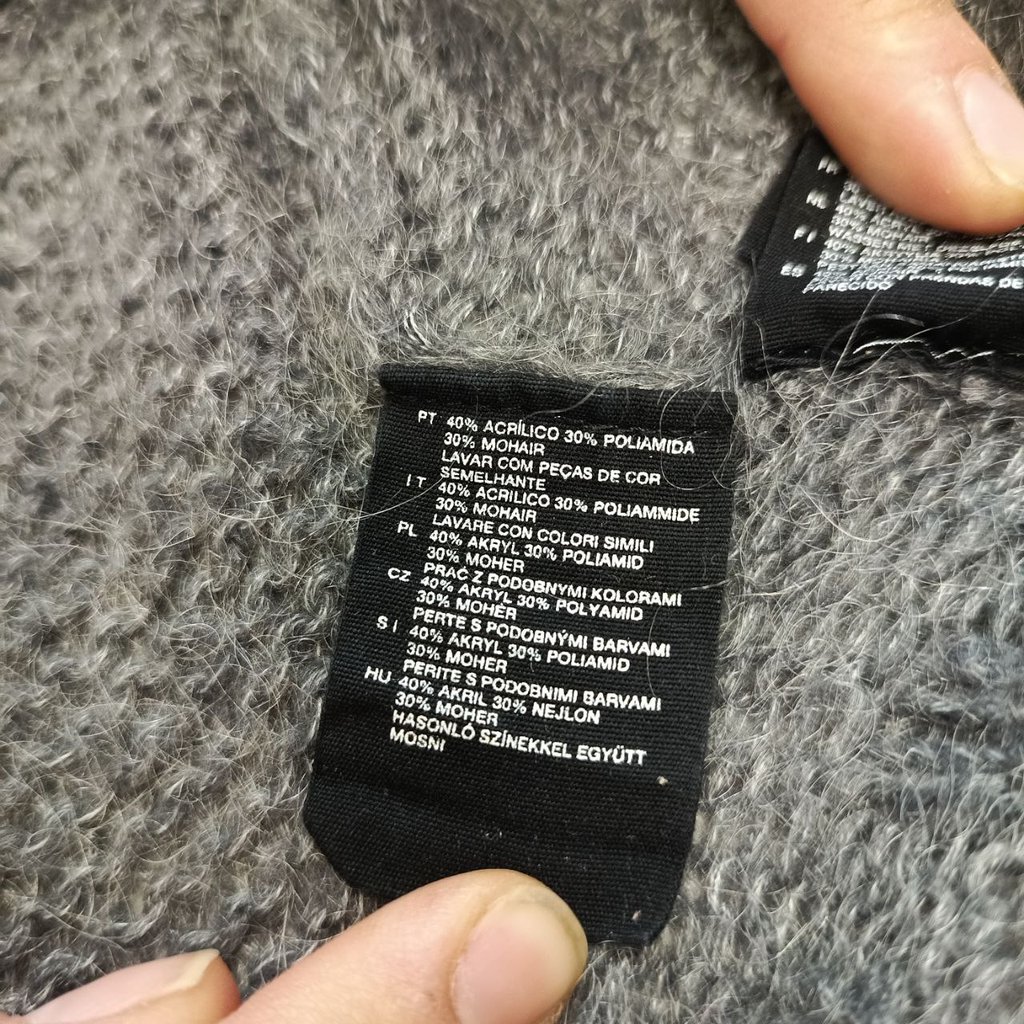 PT 40% ACRÍLICO 30% POLIAMIDA
30% MOHAIR
LAVAR COM PEÇAS DE COR
SEMELHANTE
IT 40% ACRILICO 30% POLIAMMIDE
30% MOHAIR
LAVARE CON COLORI SIMILI
PL 40% AKRYL 30% POLIAMID
30% MOHER
PRAĆ Z PODOBNYMI KOLORAMI
CZ 40% AKRYL 30% POLYAMID
30% MOHÉR
PERTE S PODOBNÝMI BARVAMI
SI 40% AKRYL 30% POLIAMID
30% MOHER
PERITE S PODOBNIMI BARVAMI
HU 40% AKRIL 30% NEJLON
30% MOHER
HASONLÓ SZÍNEKKEL EGYÜTT
MOSNI
ES
PARECIDO